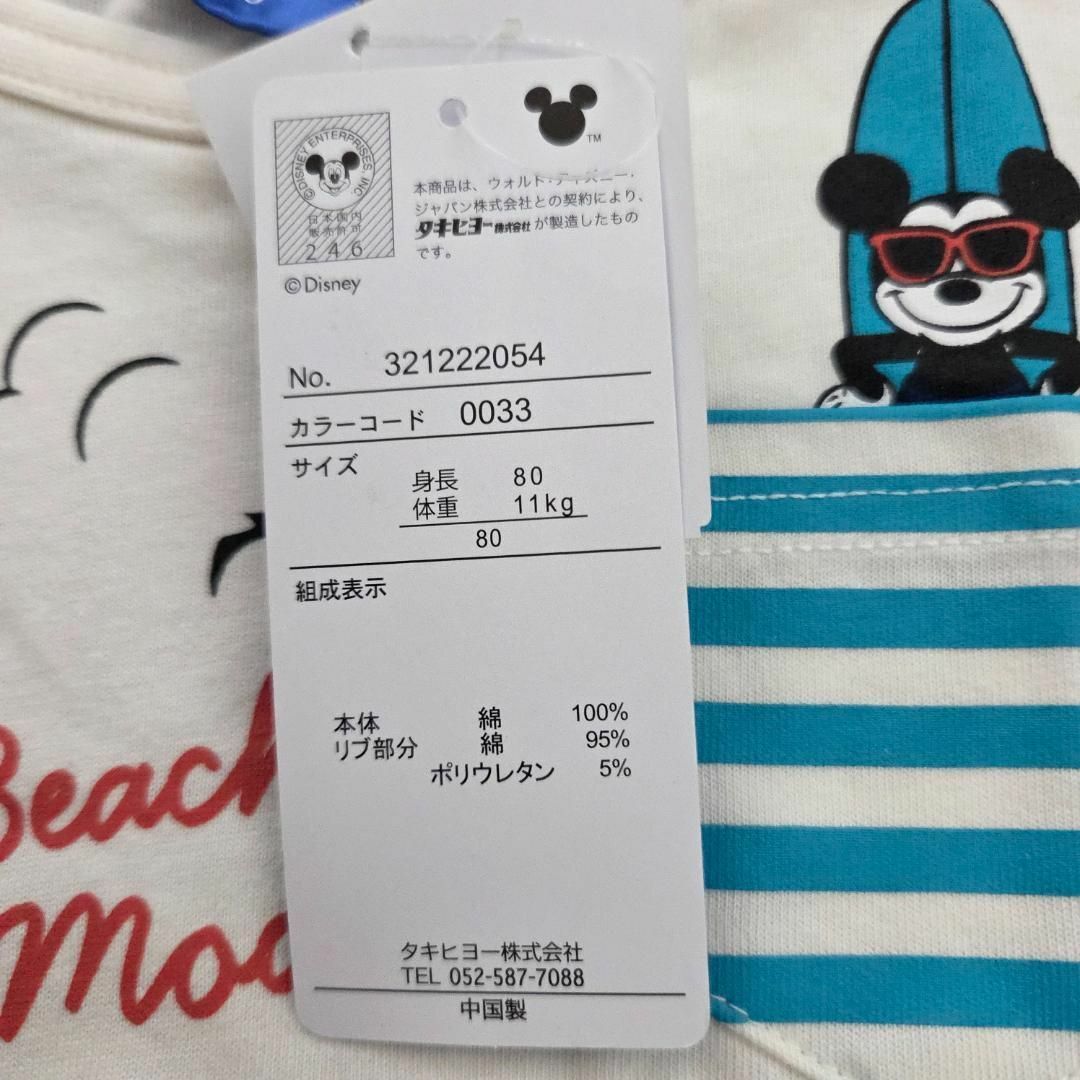 ©DISNEY ENTERPRISES, INC.
日本国内
販売許可
246
TM
本商品は、ウォルト・ディズニー・
ジャパン株式会社との契約により、
タキヒヨー株式会社が製造したもの
です。
©Disney
No. 321222054
カラーコード 0033
サイズ
身長 80
体重 11kg
80
組成表示
本体 綿 100%
リブ部分 綿 95%
ポリウレタン 5%
タキヒヨー株式会社
TEL 052-587-7088
中国製
Beach
Moo